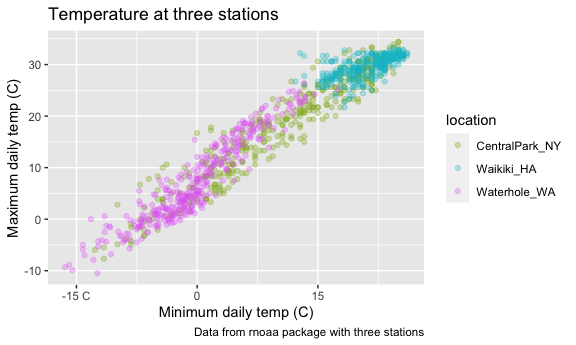 Temperature at three stations
Maximum daily temp (C)
30
20
10
0
-10
-15 C
0
15
Minimum daily temp (C)
location
CentralPark_NY
Waikiki_HA
Waterhole_WA
Data from rnoaa package with three stations